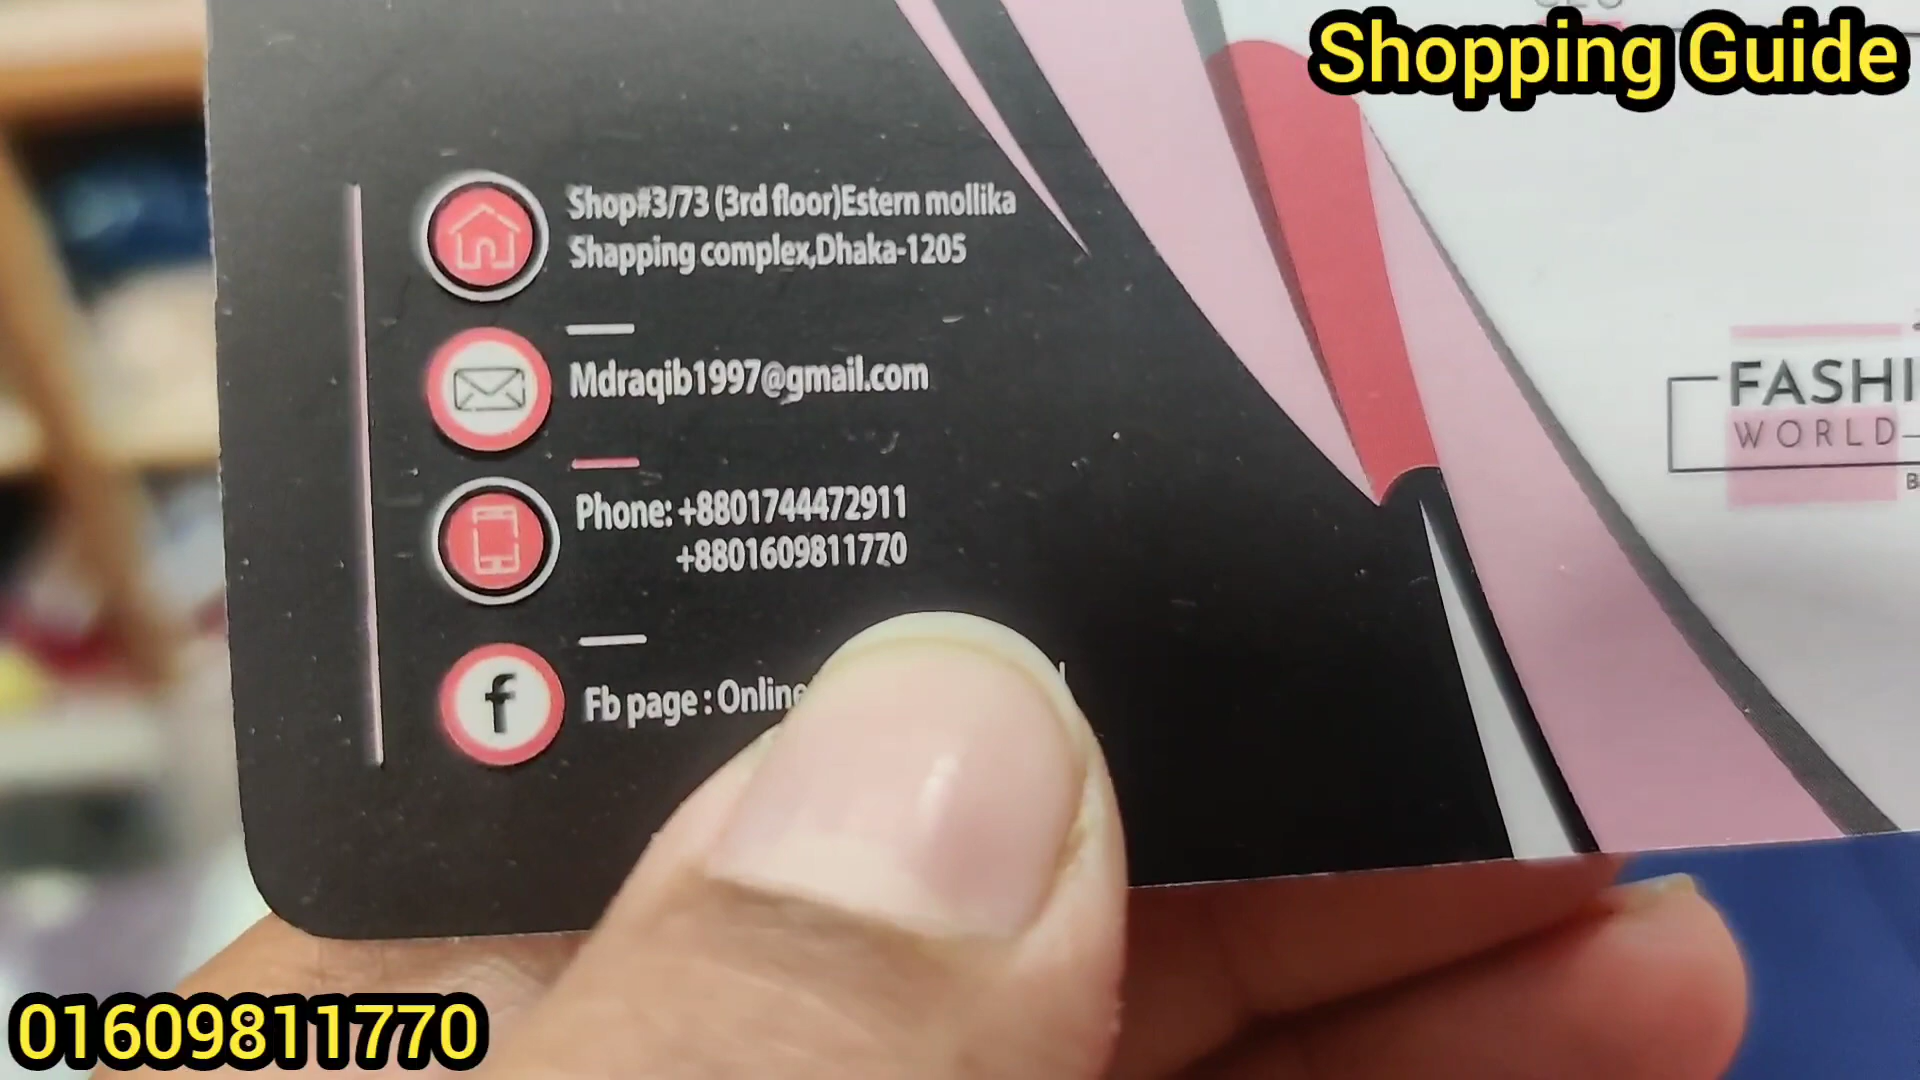 Shopping Guide
Shop#3/73 (3rd floor)Estern mollika
Shapping complex,Dhaka-1205
Mdraqib1997@gmail.com
Phone: +8801744472911
+8801609811770
Fb page : Online
FASHI
WORLD
01609811770